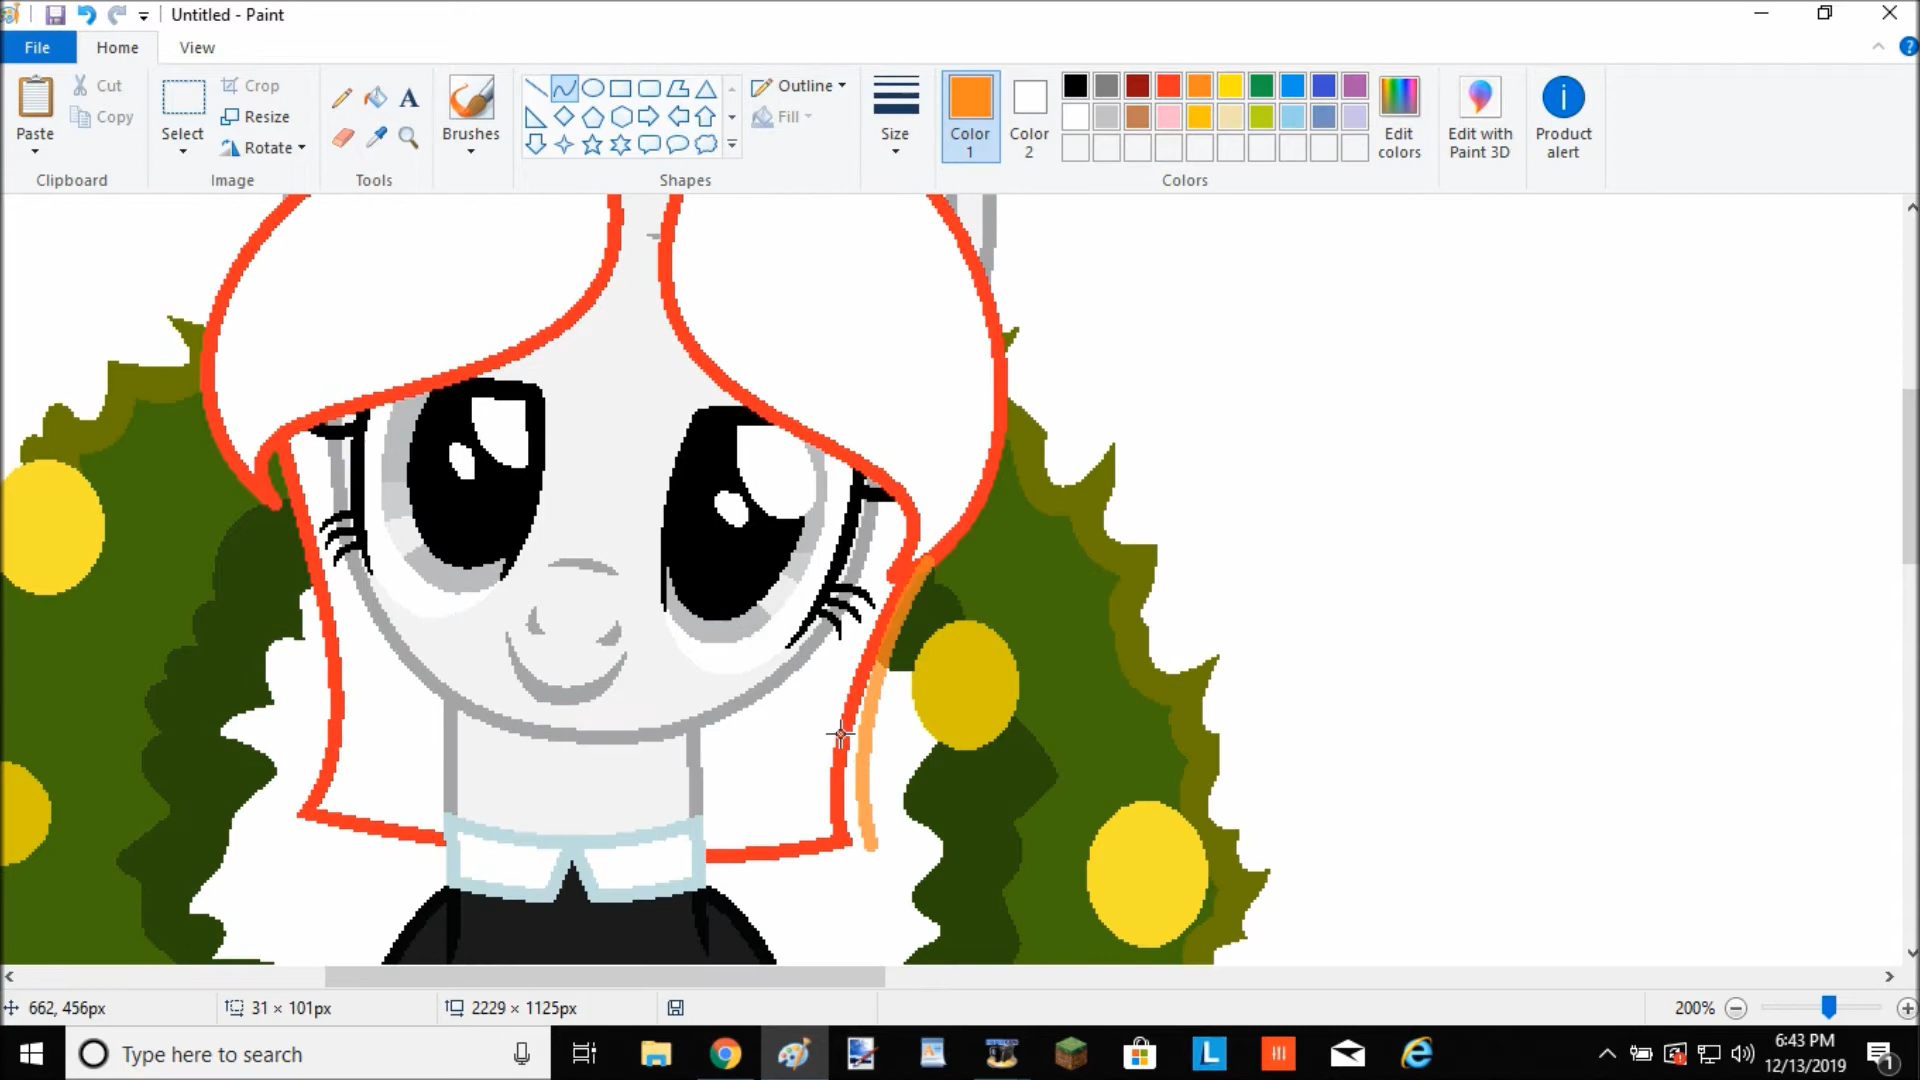 Untitled - Paint
File
Home
View
Paste
Cut
Copy
Clipboard
Select
Crop
Resize
Rotate
Image
A
Tools
Brushes
Outline
Fill
Shapes
Size
Color 1
Color 2
Edit colors
Colors
Edit with Paint 3D
Product alert
662, 456px
31 × 101px
2229 × 1125px
200%
Type here to search
L
6:43 PM
12/13/2019
1